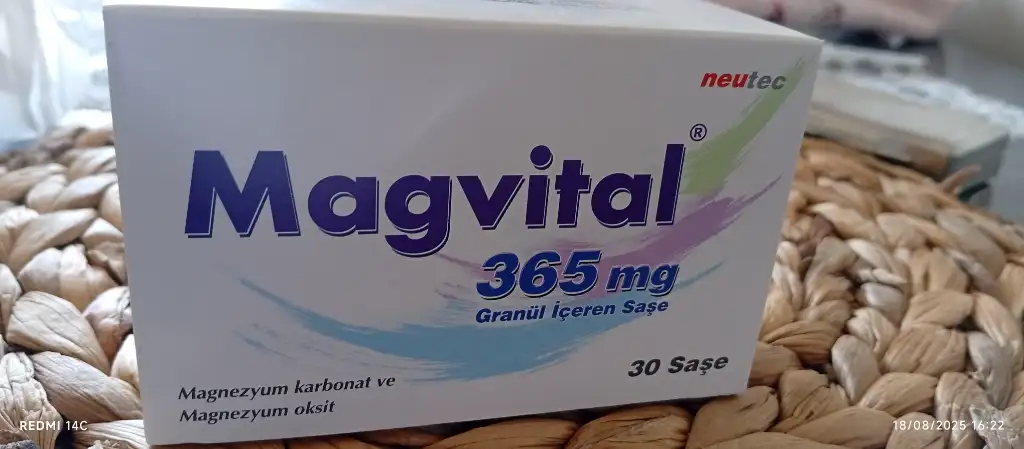 neutec
Magvital®
365 mg
Granül İçeren Saşe
30 Saşe
Magnezyum karbonat ve
Magnezyum oksit
REDMI 14C
18/08/2025 16:22